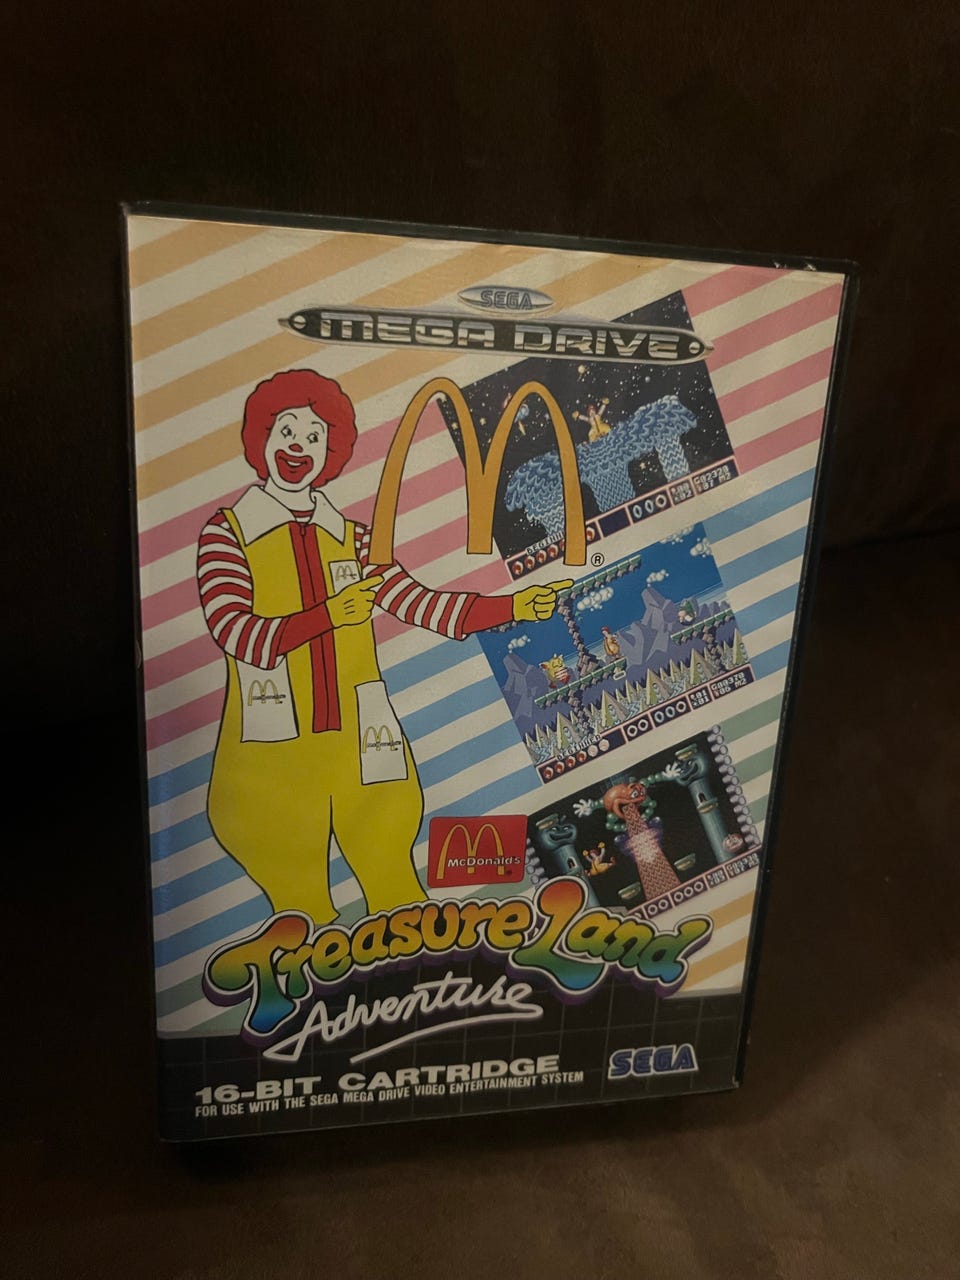 SEGA
MEGA DRIVE
®
McDonald's
Treasure Land
Adventure
16-BIT CARTRIDGE
FOR USE WITH THE SEGA MEGA DRIVE VIDEO ENTERTAINMENT SYSTEM
SEGA